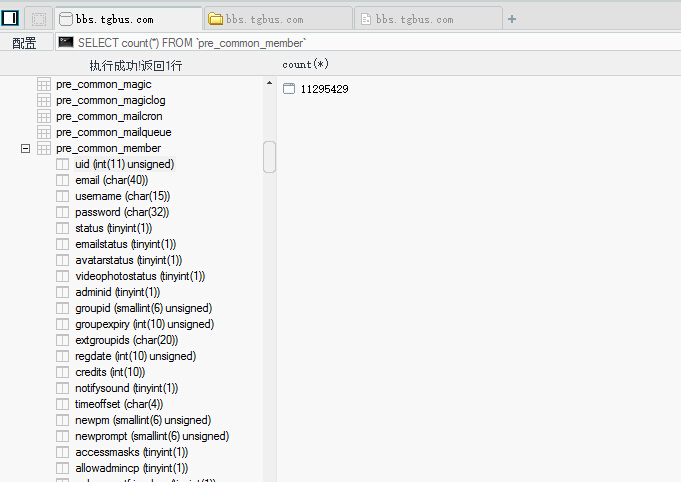 bbs.tgbus.com bbs.tgbus.com bbs.tgbus.com +
配置 SELECT count(*) FROM `pre_common_member`
执行成功!返回1行 count(*)
pre_common_magic
11295429
pre_common_magiclog
pre_common_mailcron
pre_common_mailqueue
pre_common_member
uid (int(11) unsigned)
email (char(40))
username (char(15))
password (char(32))
status (tinyint(1))
emailstatus (tinyint(1))
avatarstatus (tinyint(1))
videophotostatus (tinyint(1))
adminid (tinyint(1))
groupid (smallint(6) unsigned)
groupexpiry (int(10) unsigned)
extgroupids (char(20))
regdate (int(10) unsigned)
credits (int(10))
notifysound (tinyint(1))
timeoffset (char(4))
newpm (smallint(6) unsigned)
newprompt (smallint(6) unsigned)
accessmasks (tinyint(1))
allowadmincp (tinyint(1))